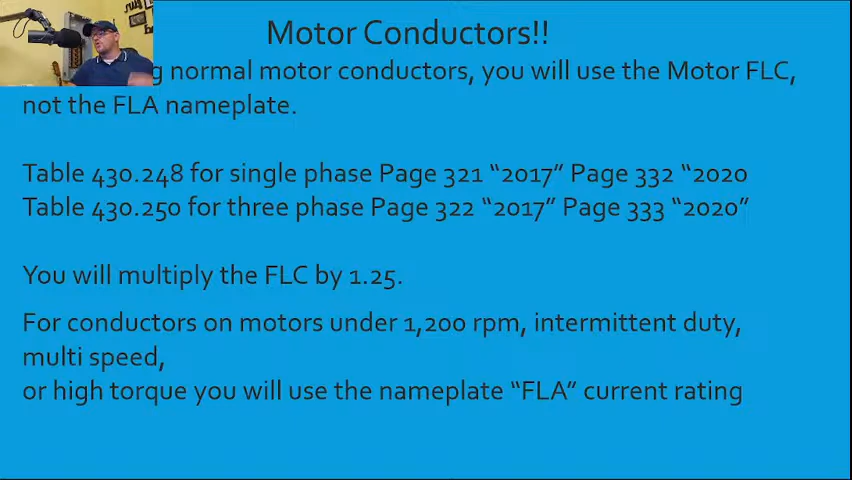 Motor Conductors!!
normal motor conductors, you will use the Motor FLC,
not the FLA nameplate.
Table 430.248 for single phase Page 321 “2017” Page 332 “2020
Table 430.250 for three phase Page 322 “2017” Page 333 “2020”
You will multiply the FLC by 1.25.
For conductors on motors under 1,200 rpm, intermittent duty,
multi speed,
or high torque you will use the nameplate “FLA” current rating